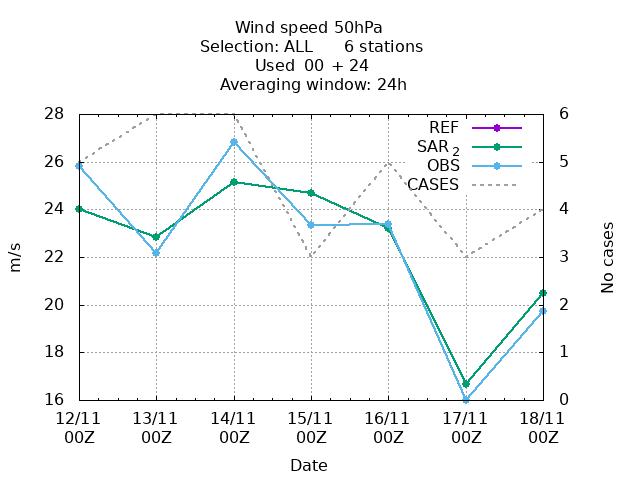 Wind speed 50hPa
Selection: ALL 6 stations
Used 00 + 24
Averaging window: 24h
28 6
REF
SAR 2
26 OBS 5
CASES
24 4
22 3
m/s No cases
20 2
18 1
16 0
12/11 13/11 14/11 15/11 16/11 17/11 18/11
00Z 00Z 00Z 00Z 00Z 00Z 00Z
Date